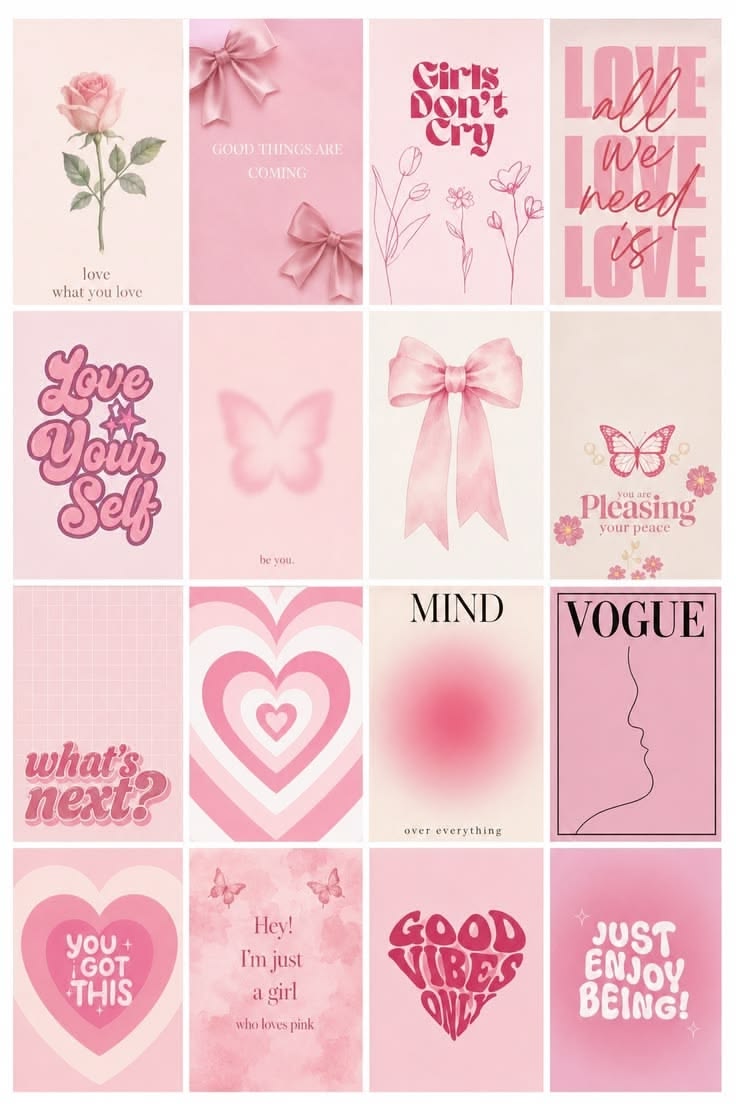 love
what you love
GOOD THINGS ARE
COMING
Girls
Don't
Cry
LOVE
all
we
LOVE
need
is
LOVE
Love
Your
Self
be you.
you are
Pleasing
your peace
what's
next?
MIND
over everything
VOGUE
YOU
GOT
THIS
Hey!
I'm just
a girl
who loves pink
GOOD
VIBES
ONLY
JUST
ENJOY
BEING!